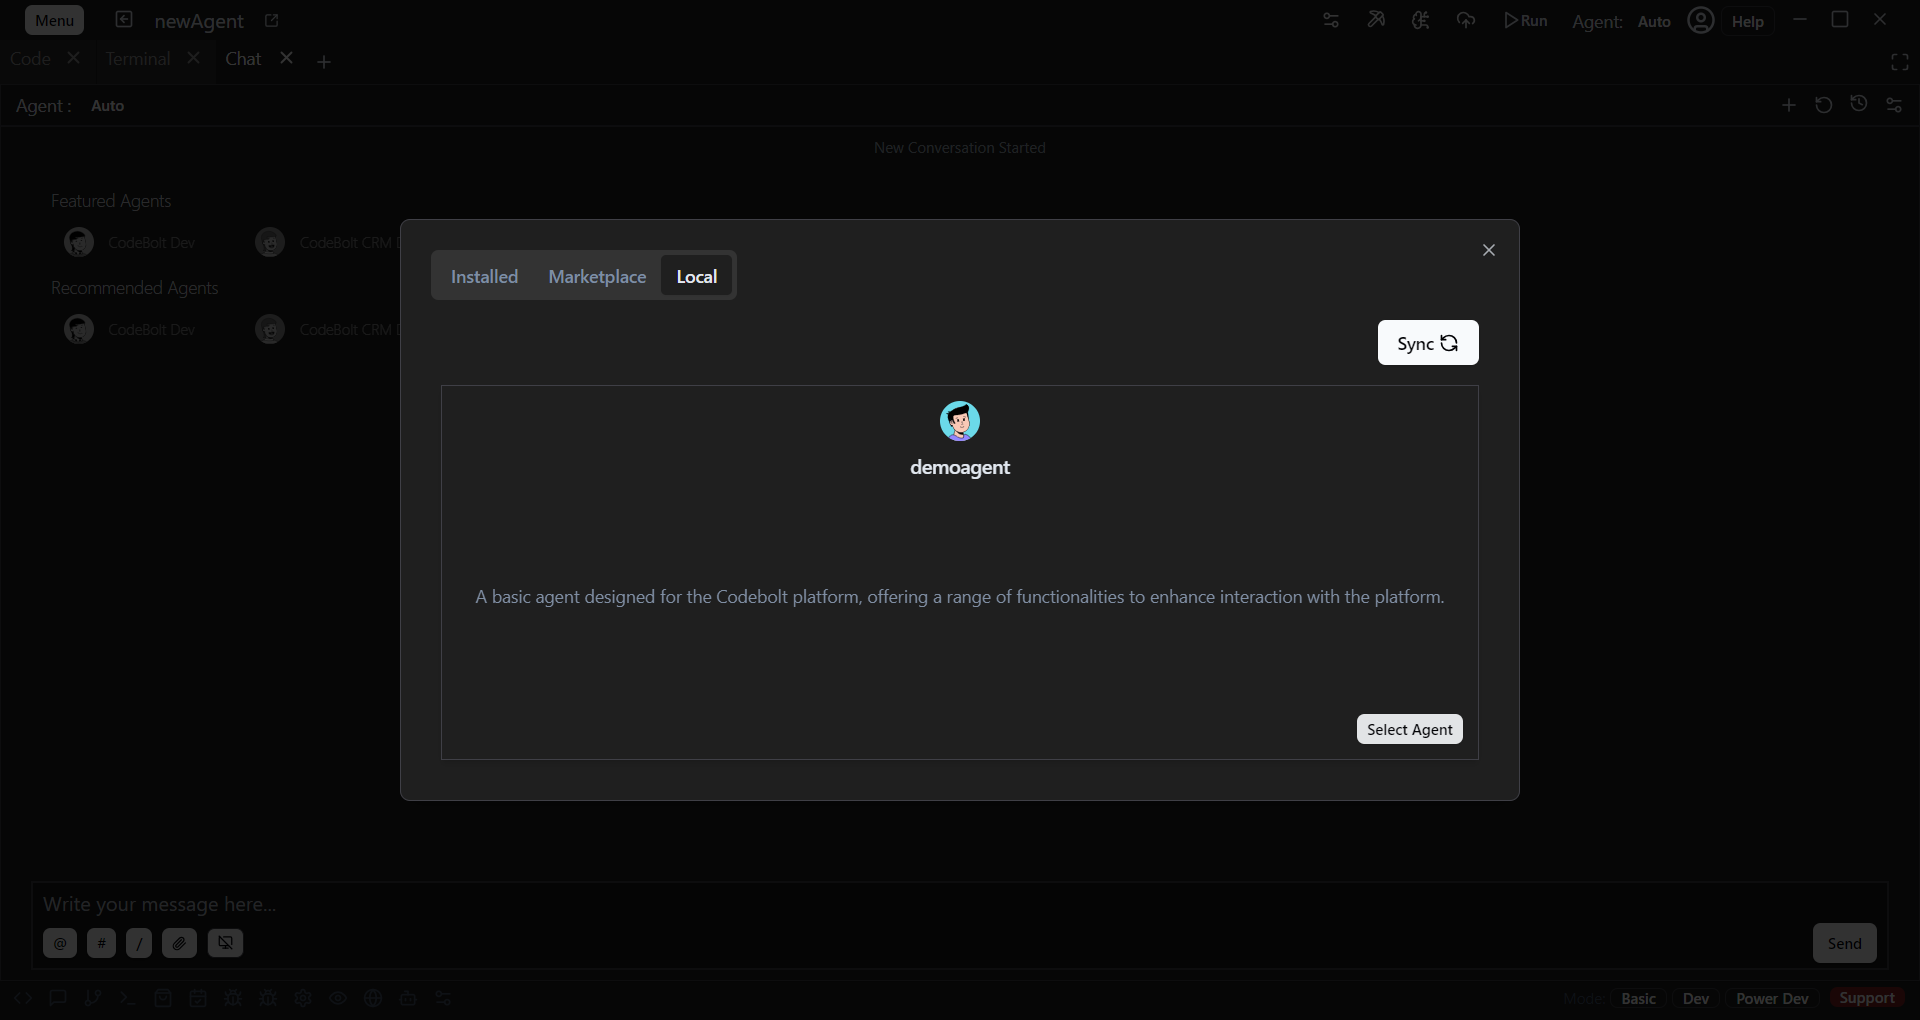 Menu newAgent Run Agent: Auto Help
Code Terminal Chat
Agent : Auto
New Conversation Started
Featured Agents
CodeBolt Dev CodeBolt CRM
Recommended Agents
CodeBolt Dev CodeBolt CRM
Installed Marketplace Local
Sync
demoagent
A basic agent designed for the Codebolt platform, offering a range of functionalities to enhance interaction with the platform.
Select Agent
Write your message here...
@ # /
Send
Mode: Basic Dev Power Dev Support